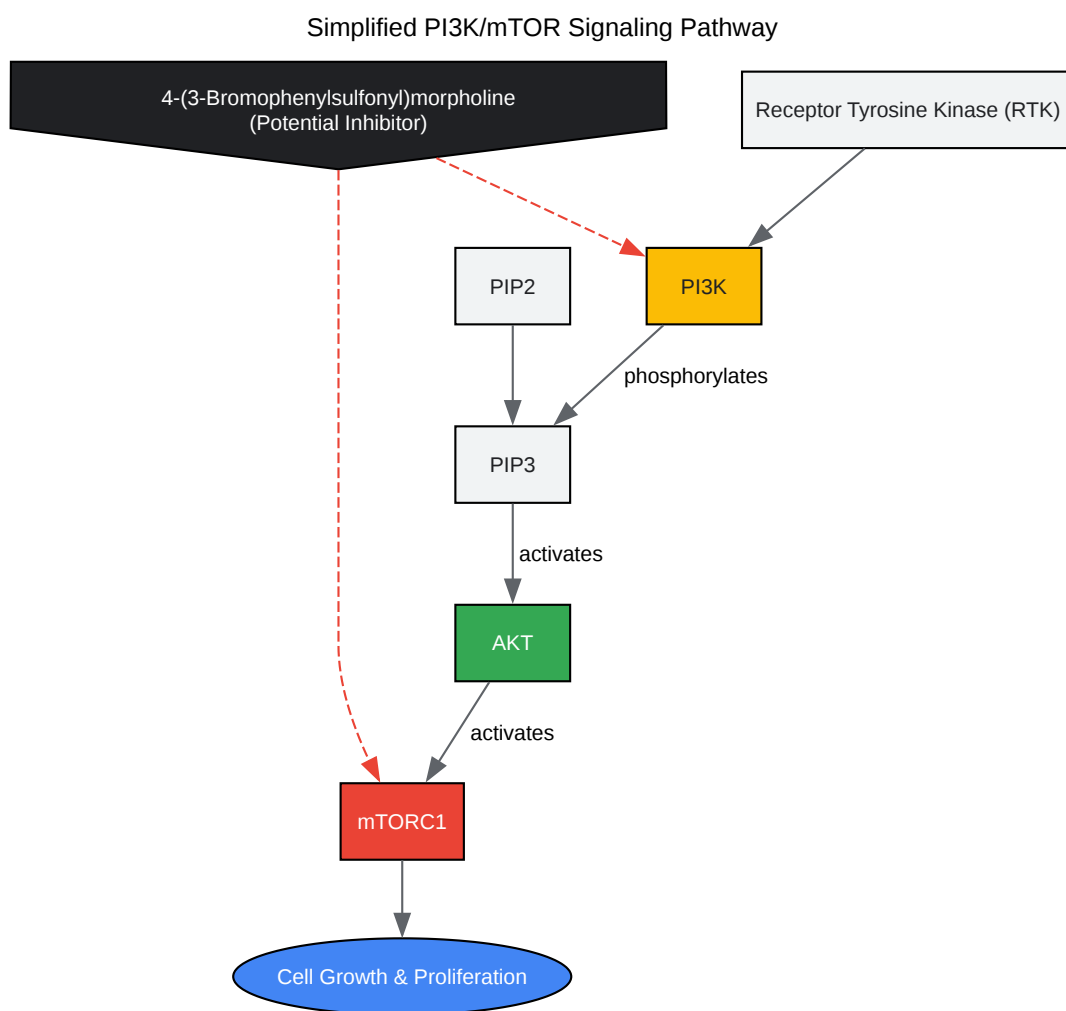 Simplified PI3K/mTOR Signaling Pathway
4-(3-Bromophenylsulfonyl)morpholine
(Potential Inhibitor)
Receptor Tyrosine Kinase (RTK)
PIP2
PI3K
phosphorylates
PIP3
activates
AKT
activates
mTORC1
Cell Growth & Proliferation